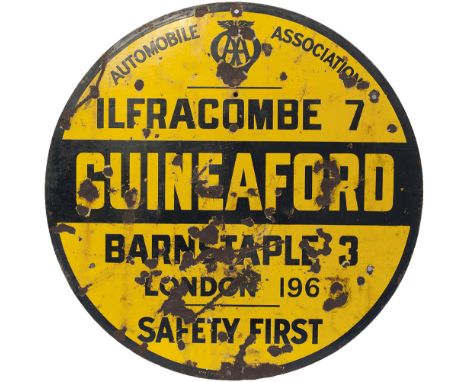 AA
AUTOMOBILE ASSOCIATION
ILFRACOMBE 7
GUINEAFORD
BARNSTAPLE 3
LONDON 196
SAFETY FIRST